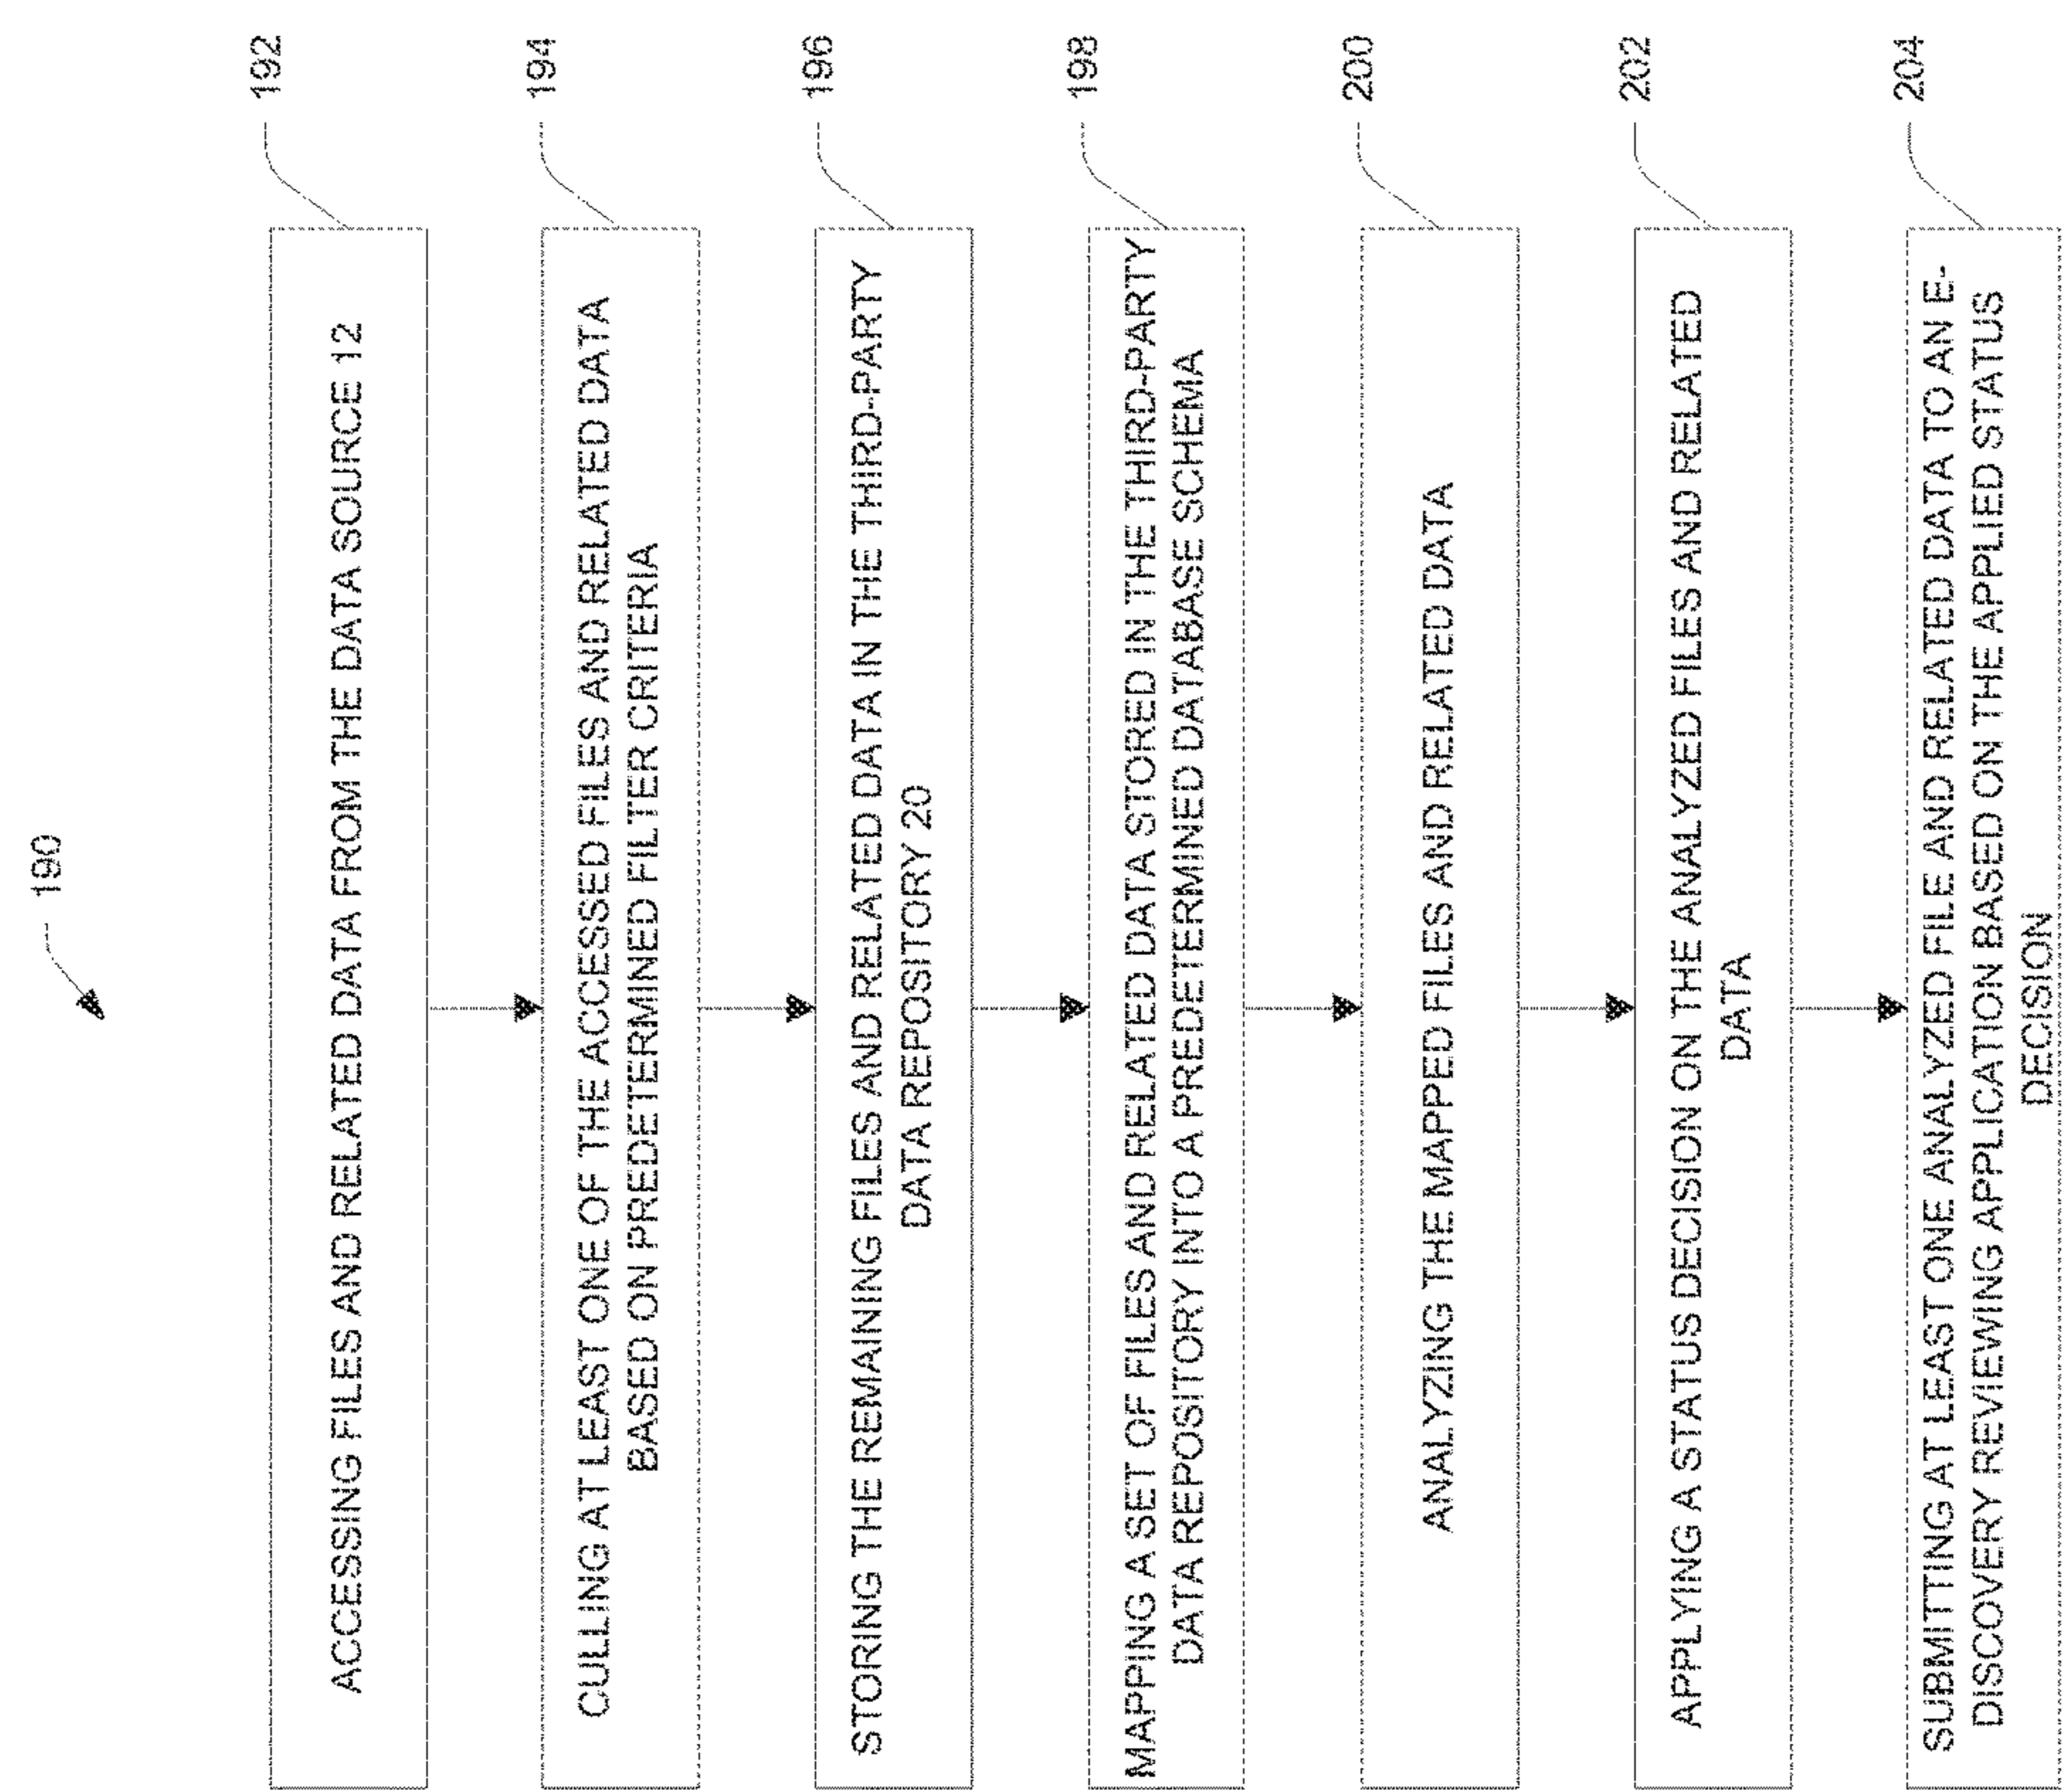 190
192
ACCESSING FILES AND RELATED DATA FROM THE DATA SOURCE 12
194
CULLING AT LEAST ONE OF THE ACCESSED FILES AND RELATED DATA
BASED ON PREDETERMINED FILTER CRITERIA
196
STORING THE REMAINING FILES AND RELATED DATA IN THE THIRD-PARTY
DATA REPOSITORY 20
198
MAPPING A SET OF FILES AND RELATED DATA STORED IN THE THIRD-PARTY
DATA REPOSITORY INTO A PREDETERMINED DATABASE SCHEMA
200
ANALYZING THE MAPPED FILES AND RELATED DATA
202
APPLYING A STATUS DECISION ON THE ANALYZED FILES AND RELATED
DATA
204
SUBMITTING AT LEAST ONE ANALYZED FILE AND RELATED DATA TO AN E-
DISCOVERY REVIEWING APPLICATION BASED ON THE APPLIED STATUS
DECISION